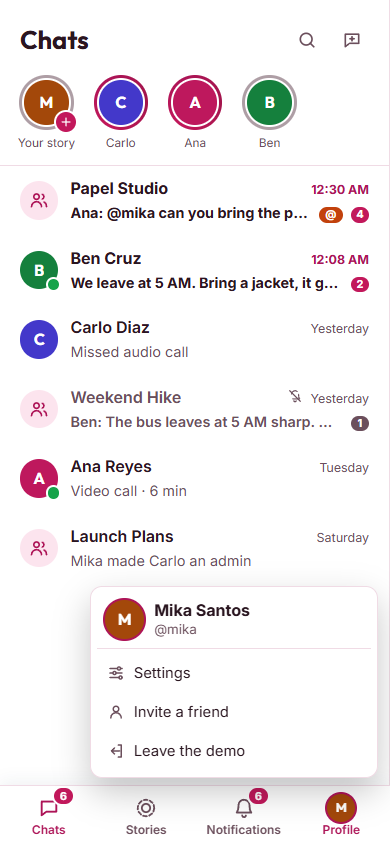 Chats
M
C
A
B
Your story
Carlo
Ana
Ben
Papel Studio 12:30 AM
Ana: @mika can you bring the p... @ 4
B
Ben Cruz 12:08 AM
We leave at 5 AM. Bring a jacket, it g... 2
C
Carlo Diaz Yesterday
Missed audio call
Weekend Hike Yesterday
Ben: The bus leaves at 5 AM sharp. ... 1
A
Ana Reyes Tuesday
Video call · 6 min
Launch Plans Saturday
Mika made Carlo an admin
M
Mika Santos
@mika
Settings
Invite a friend
Leave the demo
6
6
M
Chats
Stories
Notifications
Profile